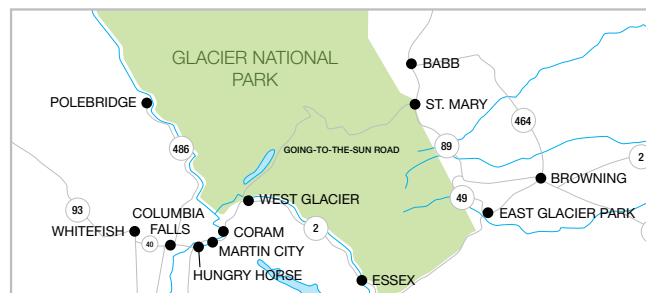 GLACIER NATIONAL
PARK
BABB
POLEBRIDGE
ST. MARY
464
486
GOING-TO-THE-SUN ROAD
89
2
BROWNING
49
93
WEST GLACIER
EAST GLACIER PARK
COLUMBIA
FALLS
2
WHITEFISH
40
CORAM
MARTIN CITY
HUNGRY HORSE
ESSEX